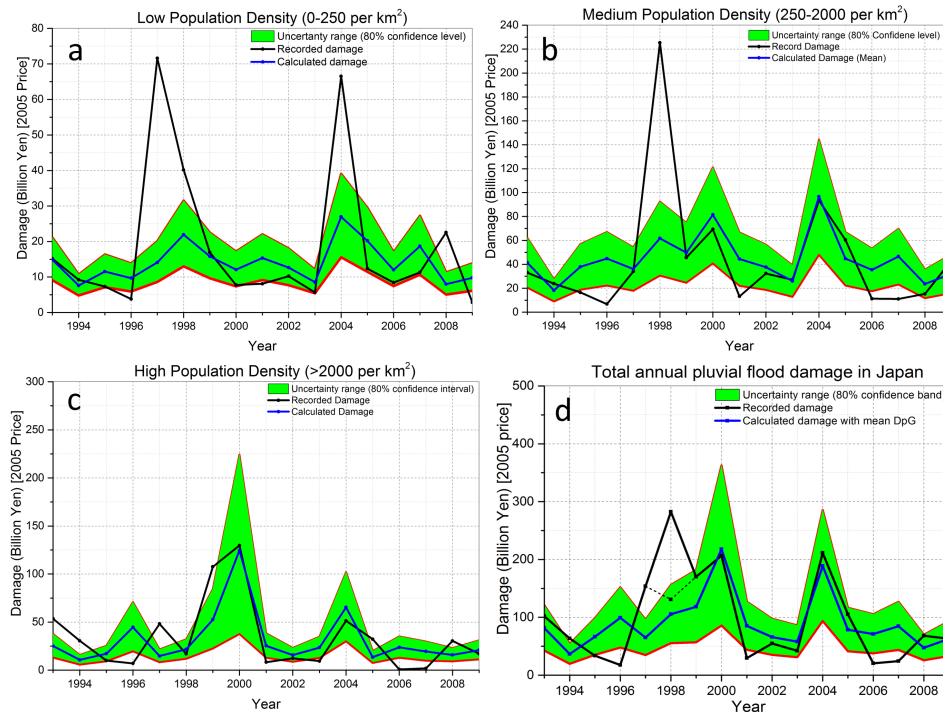 Low Population Density (0-250 per km²)
a
Uncertanty range (80% confidence level)
Recorded damage
Calculated damage
Damage (Billion Yen) [2005 Price]
80
70
60
50
40
30
20
10
0
1994 1996 1998 2000 2002 2004 2006 2008
Year
Medium Population Density (250-2000 per km²)
b
Uncertainty range (80% Confidene level)
Record Damage
Calculated Damage (Mean)
Damage (Billion Yen) [2005 Price]
240
220
200
180
160
140
120
100
80
60
40
20
0
1994 1996 1998 2000 2002 2004 2006 2008
Year
High Population Density (>2000 per km²)
c
Uncertainty range (80% confidence interval)
Recorded Damage
Calculated Damage
Damage (Billion Yen) [2005 Price]
300
250
200
150
100
50
0
1994 1996 1998 2000 2002 2004 2006 2008
Year
Total annual pluvial flood damage in Japan
d
Uncertainty range (80% confidence band
Recorded damage
Calculated damage with mean DpG
Damage (Billion Yen) [2005 price]
500
400
300
200
100
0
1994 1996 1998 2000 2002 2004 2006 2008
Year